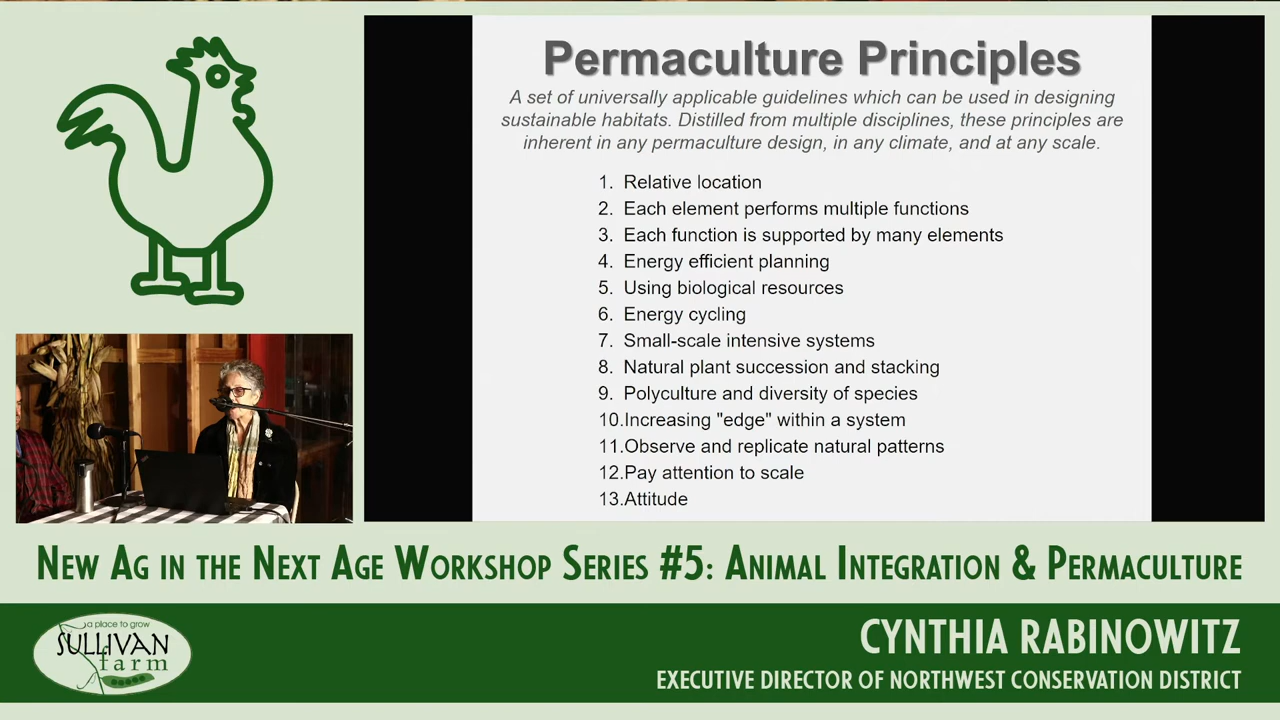 Permaculture Principles
A set of universally applicable guidelines which can be used in designing
sustainable habitats. Distilled from multiple disciplines, these principles are
inherent in any permaculture design, in any climate, and at any scale.
1. Relative location
2. Each element performs multiple functions
3. Each function is supported by many elements
4. Energy efficient planning
5. Using biological resources
6. Energy cycling
7. Small-scale intensive systems
8. Natural plant succession and stacking
9. Polyculture and diversity of species
10.Increasing "edge" within a system
11.Observe and replicate natural patterns
12.Pay attention to scale
13.Attitude
New Ag in the Next Age Workshop Series #5: Animal Integration & Permaculture
a place to grow
SULLIVAN
farm
CYNTHIA RABINOWITZ
EXECUTIVE DIRECTOR OF NORTHWEST CONSERVATION DISTRICT